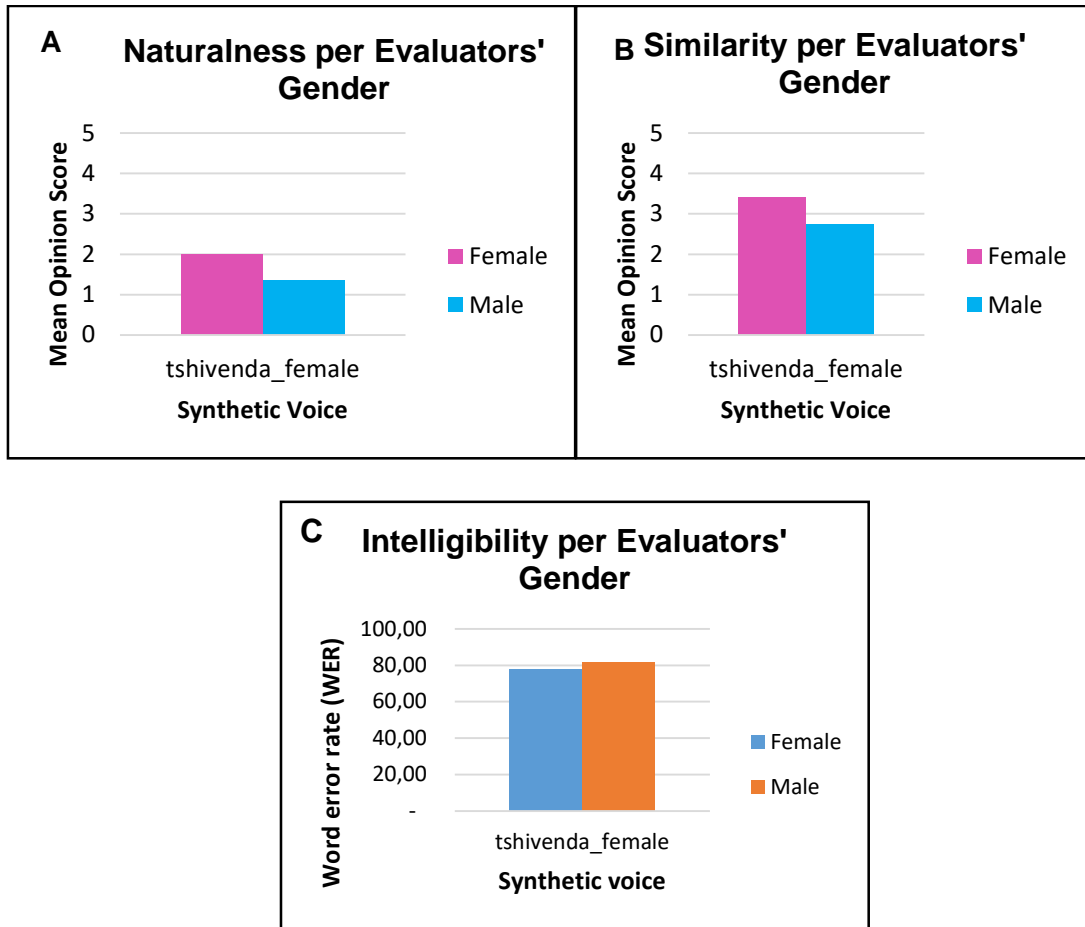 A
Naturalness per Evaluators'
Gender
Mean Opinion Score
5
4
3
2
1
0
Female
Male
tshivenda_female
Synthetic Voice
B
Similarity per Evaluators'
Gender
Mean Opinion Score
5
4
3
2
1
0
Female
Male
tshivenda_female
Synthetic Voice
C
Intelligibility per Evaluators'
Gender
Word error rate (WER)
100,00
80,00
60,00
40,00
20,00
-
Female
Male
tshivenda_female
Synthetic voice